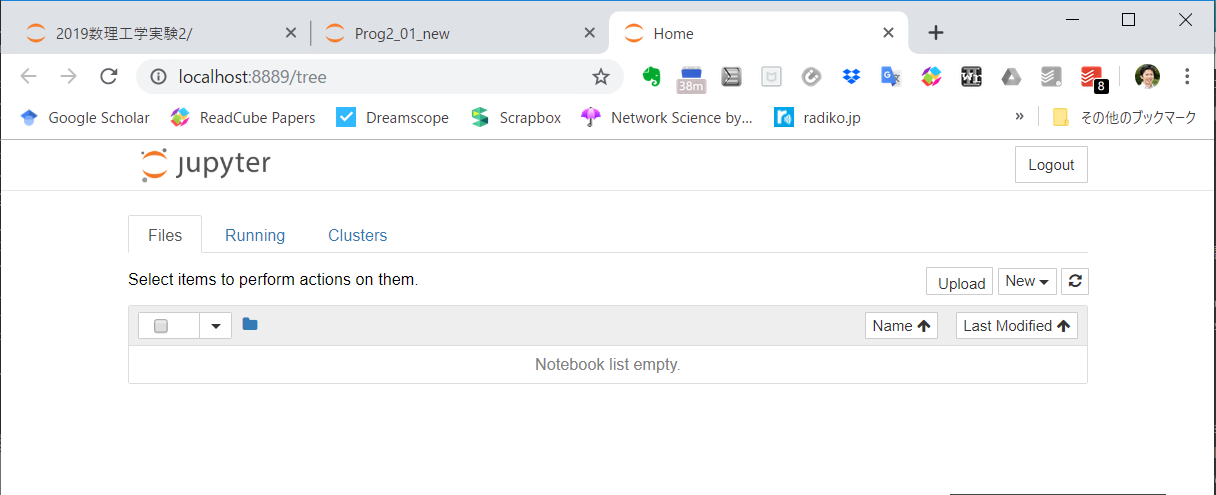 2019数理工学実験2/ Prog2_01_new Home
localhost:8889/tree 38m 8
Google Scholar ReadCube Papers Dreamscope Scrapbox Network Science by... radiko.jp » その他のブックマーク
jupyter Logout
Files Running Clusters
Select items to perform actions on them. Upload New
Name Last Modified
Notebook list empty.